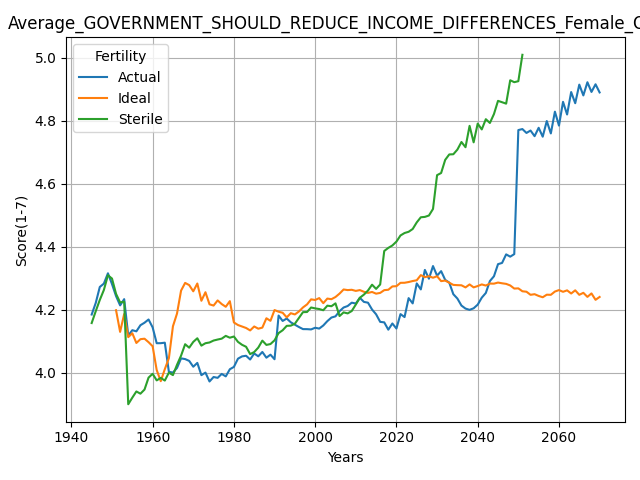 Average_GOVERNMENT_SHOULD_REDUCE_INCOME_DIFFERENCES_Female_
Fertility
Actual
Ideal
Sterile
Score(1-7)
5.0
4.8
4.6
4.4
4.2
4.0
1940 1960 1980 2000 2020 2040 2060
Years